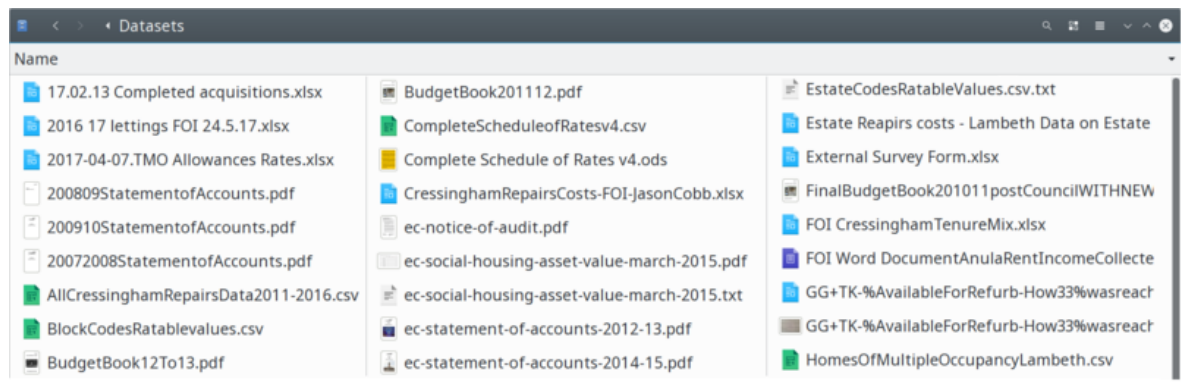 Datasets
Name
17.02.13 Completed acquisitions.xlsx
2016 17 lettings FOI 24.5.17.xlsx
2017-04-07.TMO Allowances Rates.xlsx
200809StatementofAccounts.pdf
200910StatementofAccounts.pdf
20072008StatementofAccounts.pdf
AllCressinghamRepairsData2011-2016.csv
BlockCodesRatablevalues.csv
BudgetBook12To13.pdf
BudgetBook201112.pdf
CompleteScheduleofRatesv4.csv
Complete Schedule of Rates v4.ods
CressinghamRepairsCosts-FOI-JasonCobb.xlsx
ec-notice-of-audit.pdf
ec-social-housing-asset-value-march-2015.pdf
ec-social-housing-asset-value-march-2015.txt
ec-statement-of-accounts-2012-13.pdf
ec-statement-of-accounts-2014-15.pdf
EstateCodesRatableValues.csv.txt
Estate Reapirs costs - Lambeth Data on Estate
External Survey Form.xlsx
FinalBudgetBook201011postCouncilWITHNEW
FOI CressinghamTenureMix.xlsx
FOI Word DocumentAnulaRentIncomeCollecte
GG+TK-%AvailableForRefurb-How33%wasreach
GG+TK-%AvailableForRefurb-How33%wasreach
HomesOfMultipleOccupancyLambeth.csv